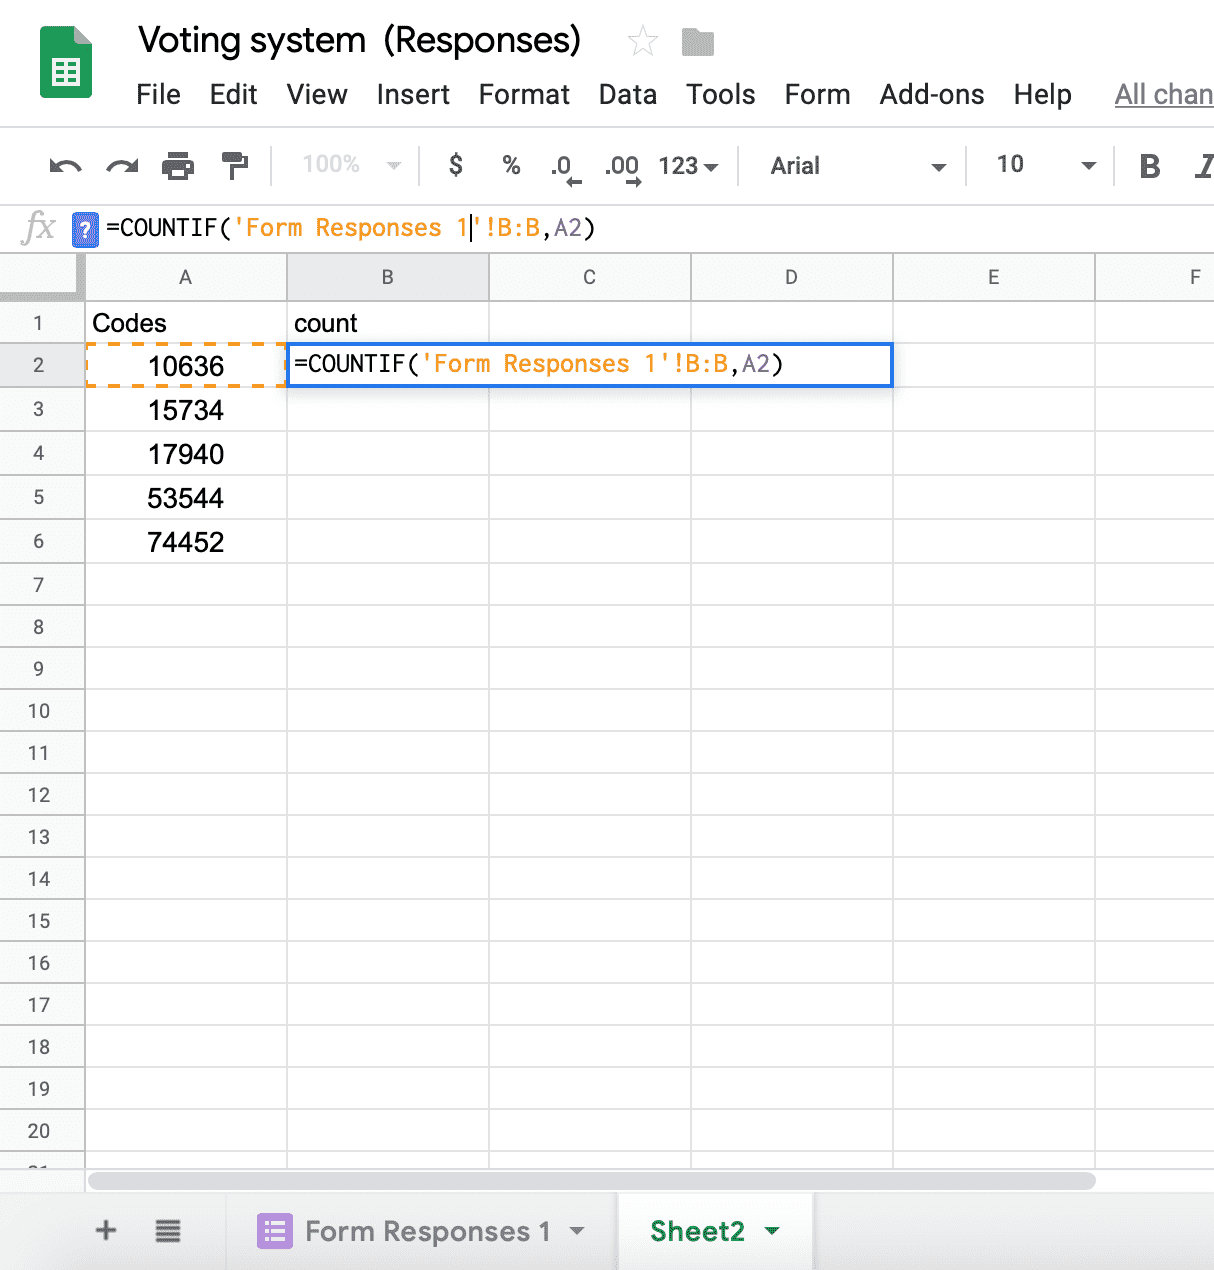 Voting system (Responses)
File Edit View Insert Format Data Tools Form Add-ons Help All chan
100% $ % .0 .00 123 Arial 10 B I
fx ? =COUNTIF('Form Responses 1'!B:B,A2)
A B C D E F
1 Codes count
2 10636 =COUNTIF('Form Responses 1'!B:B,A2)
3 15734
4 17940
5 53544
6 74452
7
8
9
10
11
12
13
14
15
16
17
18
19
20
+ Form Responses 1 Sheet2